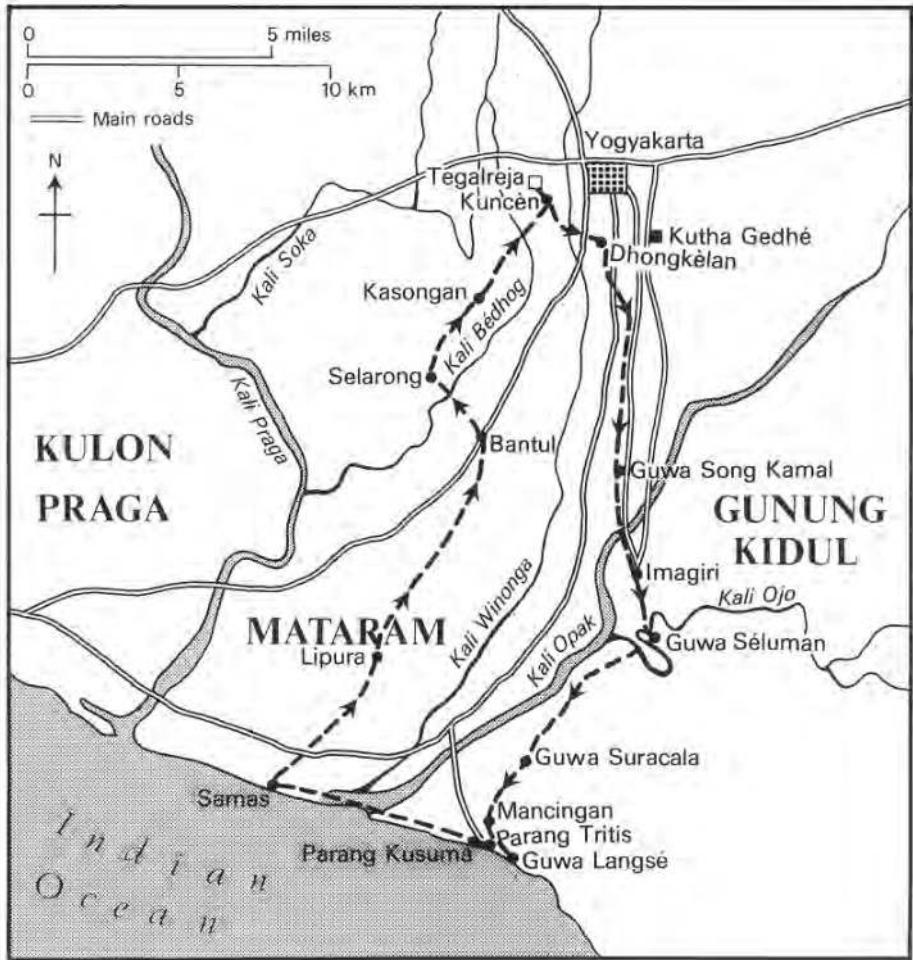 0 5 miles
0 5 10 km
Main roads
N
Yogyakarta
Tegalreja
Kuncèn
Kutha Gedhé
Dhongkèlan
Kali Soka
Kasongan
Kali Bédhog
Selarong
Kali Praga
Bantul
KULON
PRAGA
Guwa Song Kamal
GUNUNG
KIDUL
Imagiri
Kali Ojo
Kali Winonga
MATARAM
Guwa Séluman
Lipura
Kali Opak
Guwa Suracala
Samas
Mancingan
Parang Tritis
Parang Kusuma
Guwa Langsé
Indian
Ocean